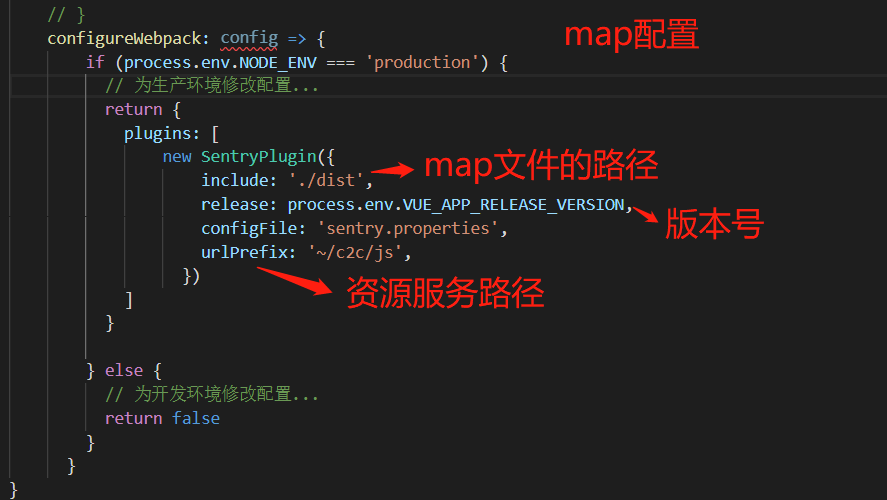 // }
configureWebpack: config => {
map配置
if (process.env.NODE_ENV === 'production') {
// 为生产环境修改配置...
return {
plugins: [
new SentryPlugin({
include: './dist',
map文件的路径
release: process.env.VUE_APP_RELEASE_VERSION,
版本号
configFile: 'sentry.properties',
urlPrefix: '~/c2c/js',
})
资源服务路径
]
}
} else {
// 为开发环境修改配置...
return false
}
}
}